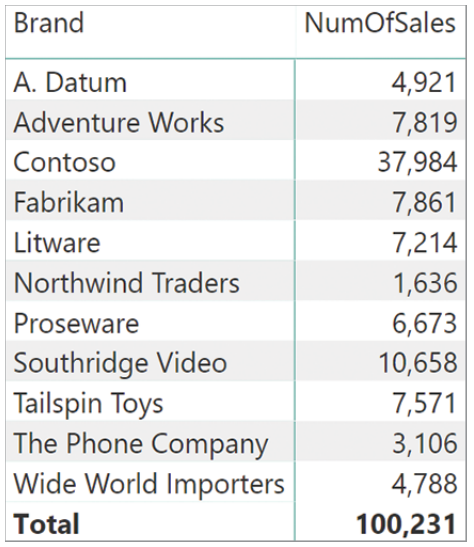 Brand NumOfSales
A. Datum 4,921
Adventure Works 7,819
Contoso 37,984
Fabrikam 7,861
Litware 7,214
Northwind Traders 1,636
Proseware 6,673
Southridge Video 10,658
Tailspin Toys 7,571
The Phone Company 3,106
Wide World Importers 4,788
Total 100,231